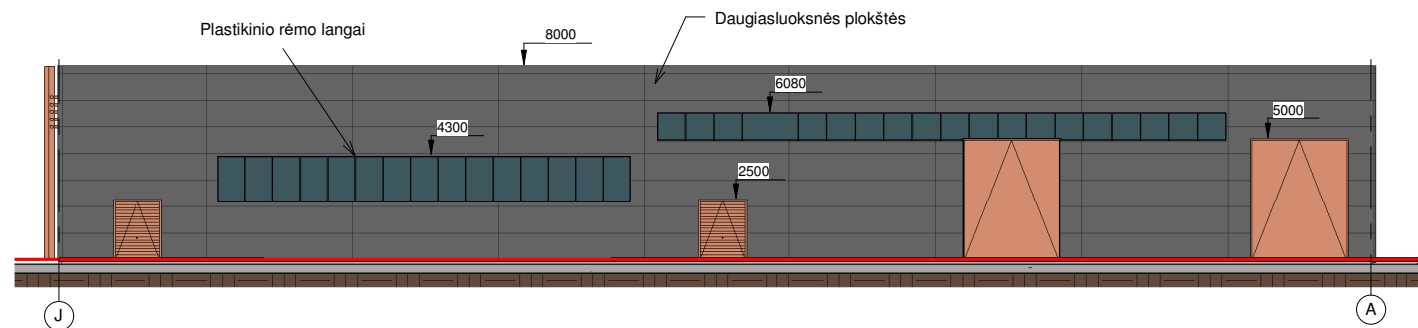 Plastikinio rėmo langai
8000
Daugiasluoksnės plokštės
6080
4300
5000
2500
J
A